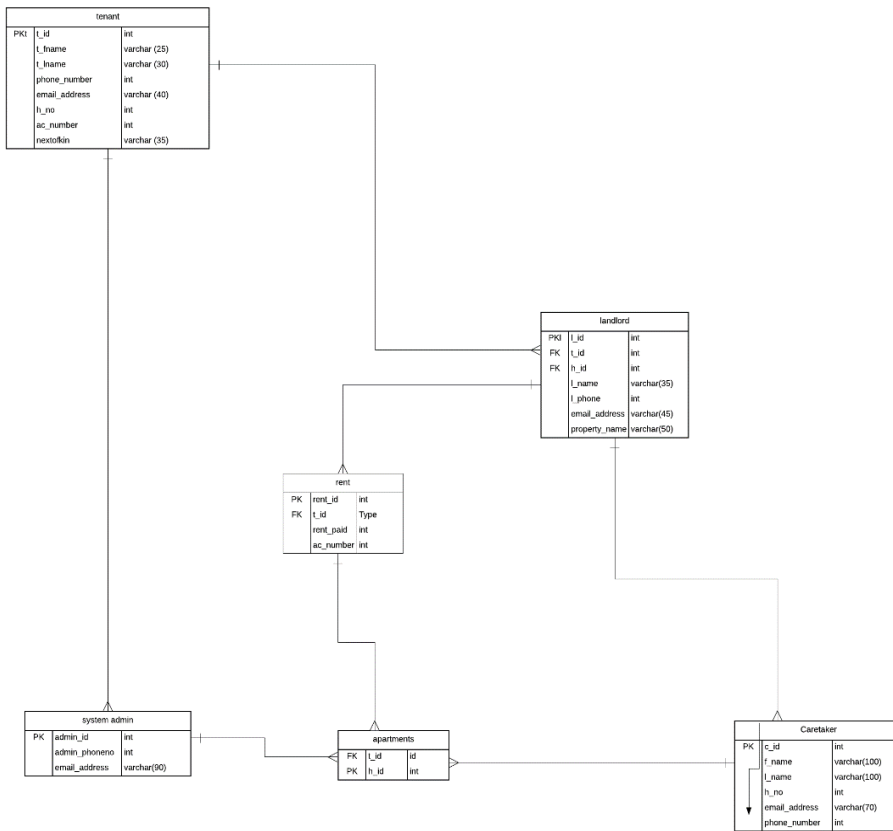 tenant
PKt t_id int
t_fname varchar (25)
t_lname varchar (30)
phone_number int
email_address varchar (40)
h_no int
ac_number int
nextofkin varchar (35)
landlord
PKl l_id int
FK t_id int
FK h_id int
l_name varchar(35)
l_phone int
email_address varchar(45)
property_name varchar(50)
rent
PK rent_id int
FK t_id Type
rent_paid int
ac_number int
system admin
PK admin_id int
admin_phoneno int
email_address varchar(90)
apartments
FK t_id id
PK h_id int
Caretaker
PK c_id int
f_name varchar(100)
l_name varchar(100)
h_no int
email_address varchar(70)
phone_number int